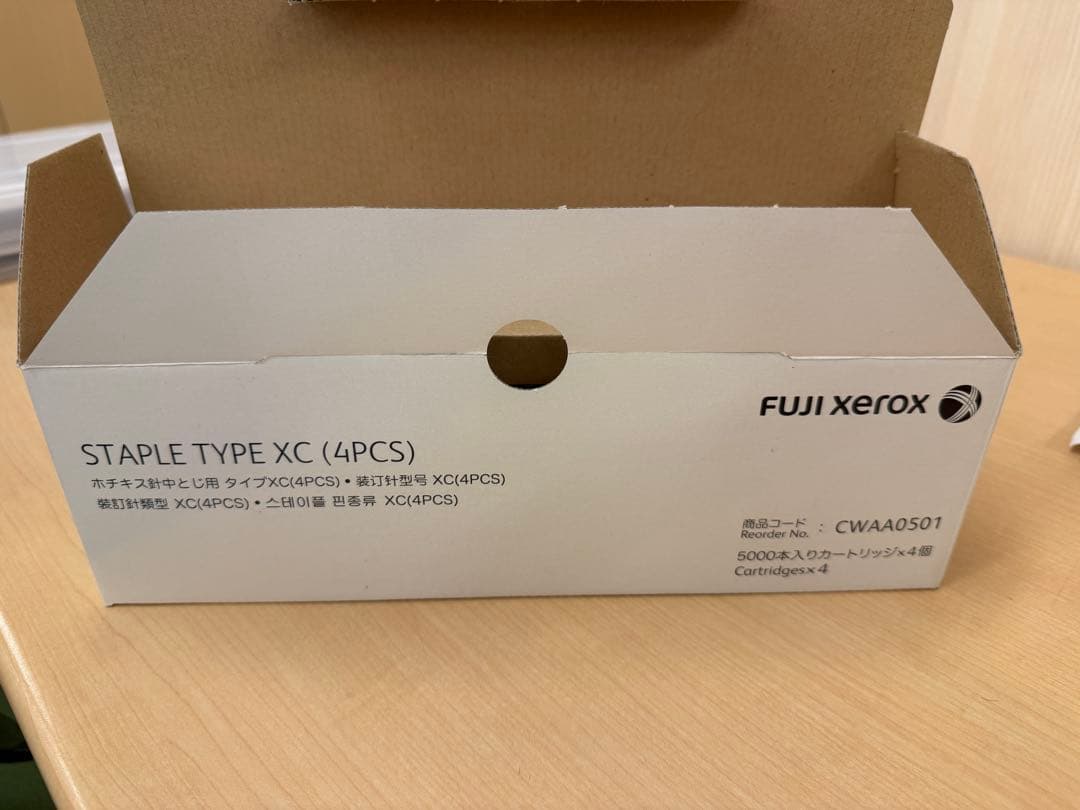 FUJI xerox
STAPLE TYPE XC (4PCS)
ホチキス針中とじ用 タイプXC(4PCS)・装订针型号 XC(4PCS)
裝訂針類型 XC(4PCS)・스테이플 핀종류 XC(4PCS)
商品コード
Reorder No. : CWAA0501
5000本入りカートリッジ×4個
Cartridges×4